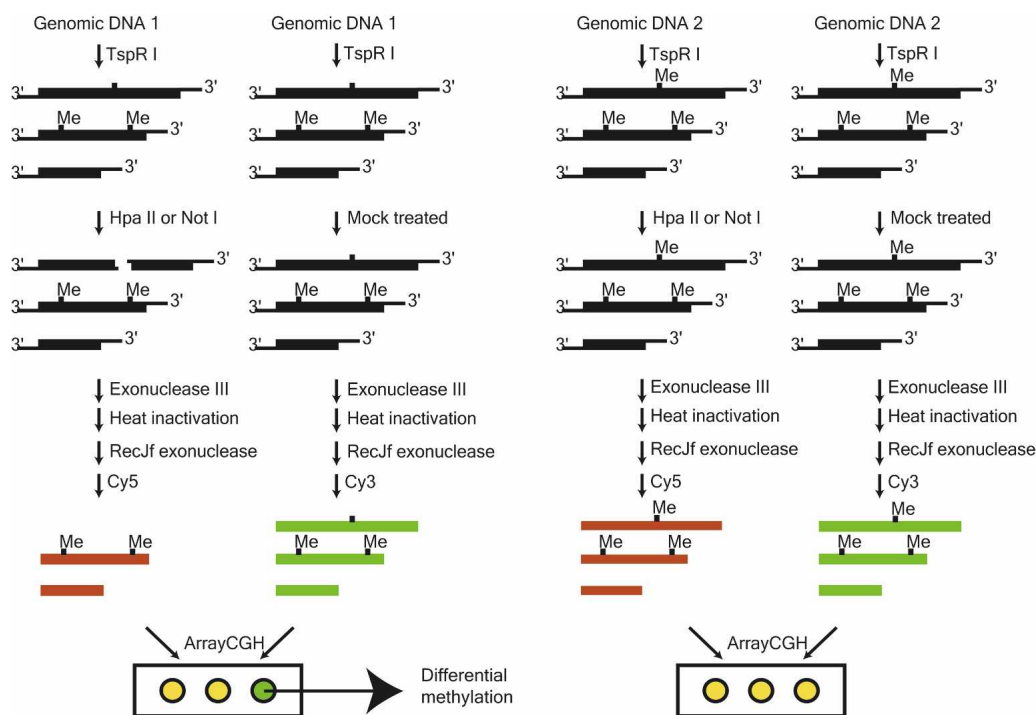 Genomic DNA 1
Genomic DNA 1
Genomic DNA 2
Genomic DNA 2
TspR I
TspR I
TspR I
TspR I
Me
Me
3' 3'
3' 3'
3' 3'
3' 3'
Me Me
Me Me
Me Me
Me Me
3' 3'
3' 3'
3' 3'
3' 3'
3' 3'
3' 3'
3' 3'
3' 3'
Hpa II or Not I
Mock treated
Hpa II or Not I
Mock treated
Me
Me
3' 3'
3' 3'
3' 3'
3' 3'
Me Me
Me Me
Me Me
Me Me
3' 3'
3' 3'
3' 3'
3' 3'
3' 3'
3' 3'
3' 3'
3' 3'
Exonuclease III
Exonuclease III
Exonuclease III
Exonuclease III
Heat inactivation
Heat inactivation
Heat inactivation
Heat inactivation
RecJf exonuclease
RecJf exonuclease
RecJf exonuclease
RecJf exonuclease
Cy5
Cy3
Cy5
Cy3
Me
Me
Me Me
Me Me
Me Me
Me Me
ArrayCGH
ArrayCGH
Differential
methylation